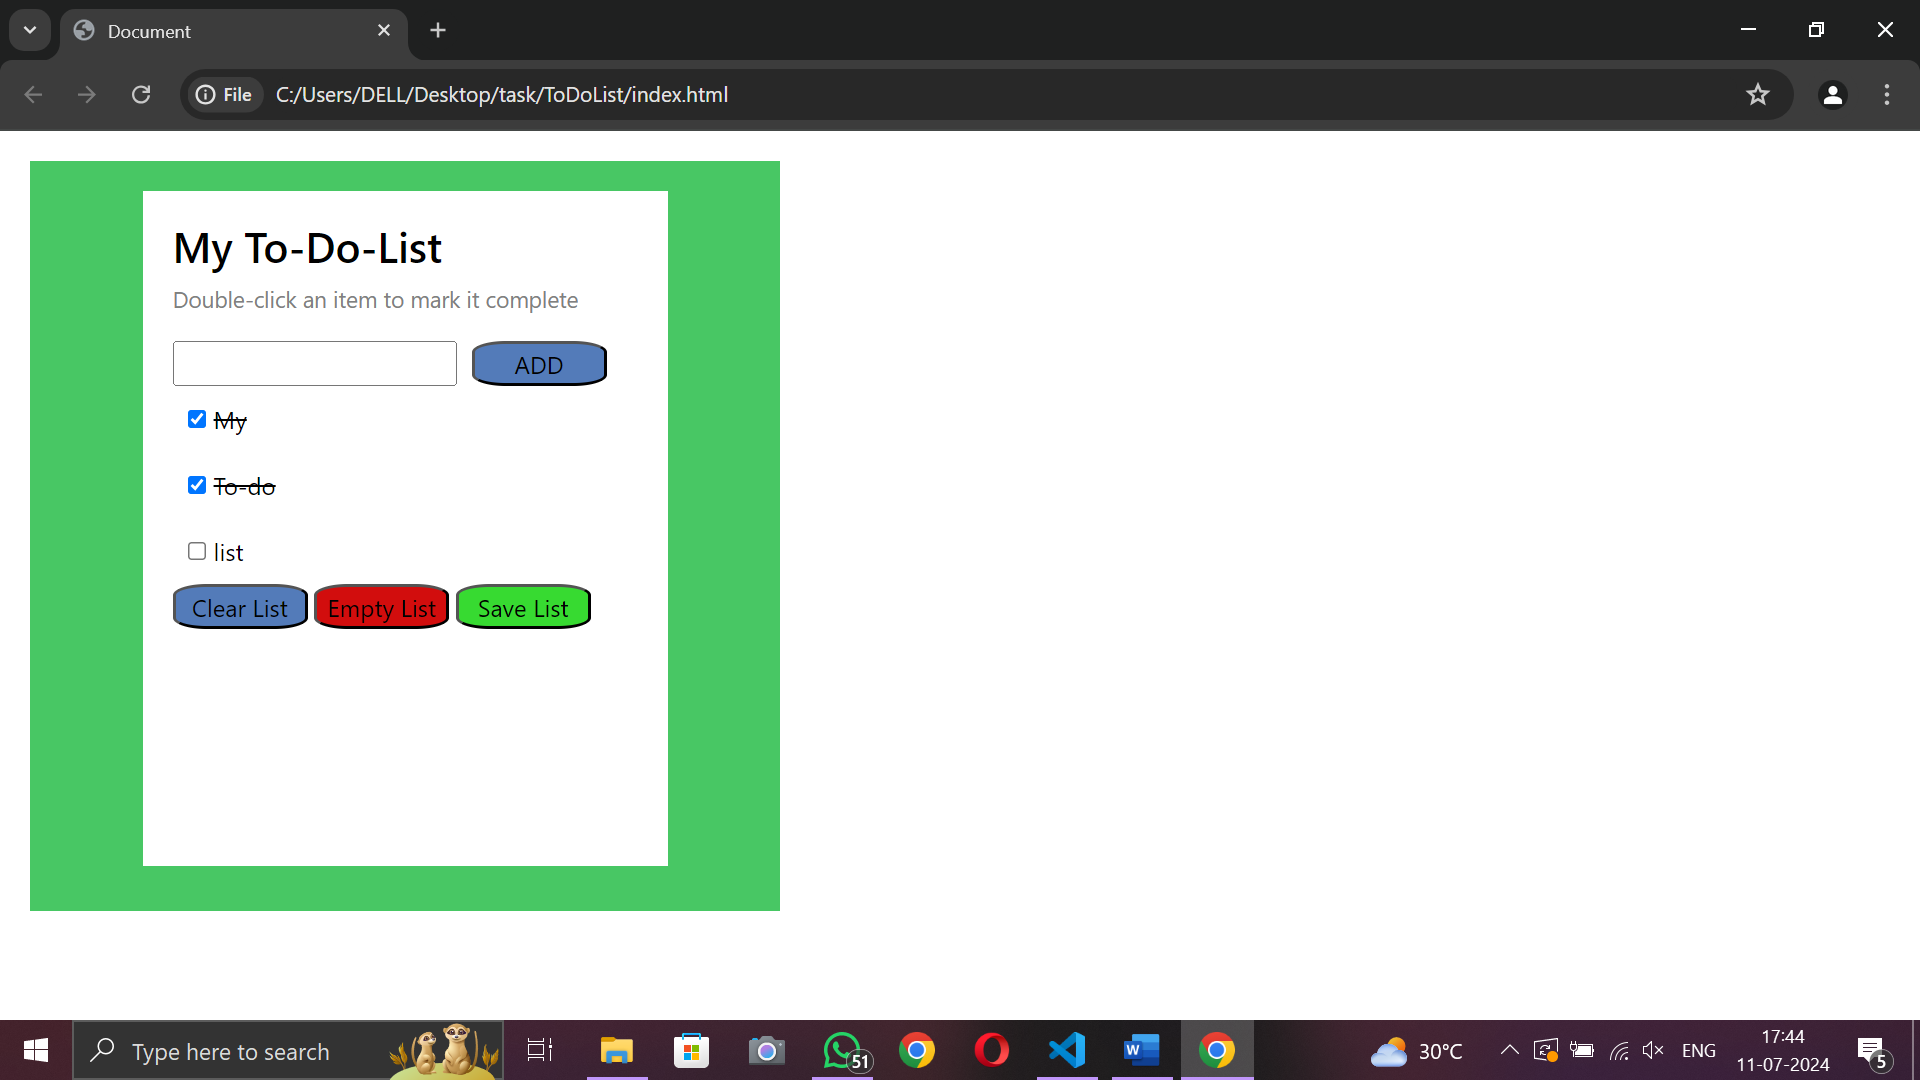 Document
File C:/Users/DELL/Desktop/task/ToDoList/index.html
My To-Do-List
Double-click an item to mark it complete
ADD
My
To-do
list
Clear List Empty List Save List
Type here to search
51
W
30°C
ENG
17:44
11-07-2024
5